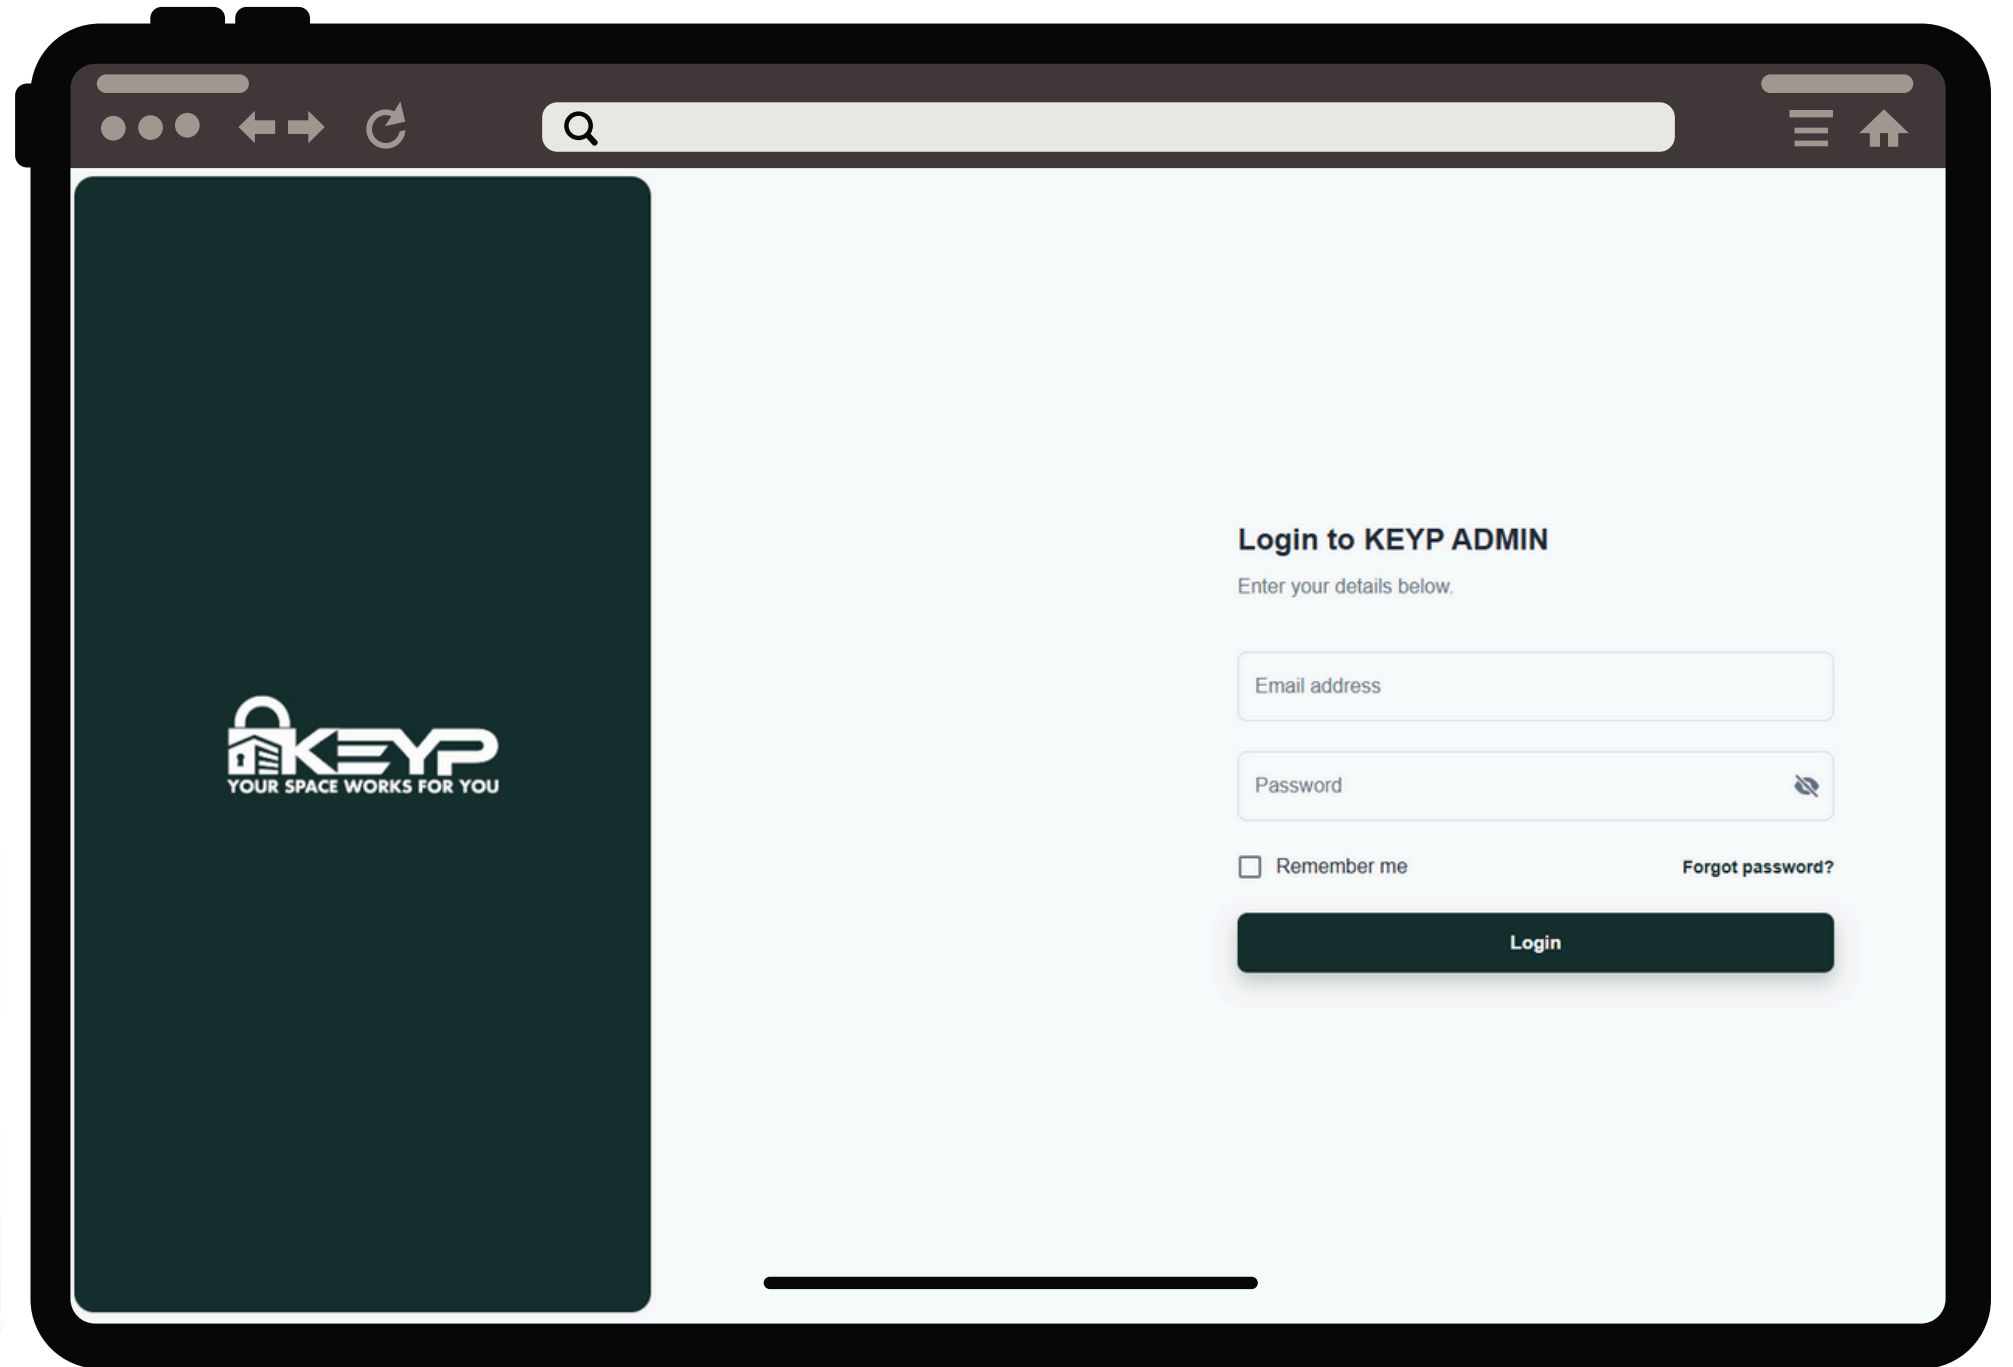 KEYP
YOUR SPACE WORKS FOR YOU
Login to KEYP ADMIN
Enter your details below.
Email address
Password
Remember me
Forgot password?
Login